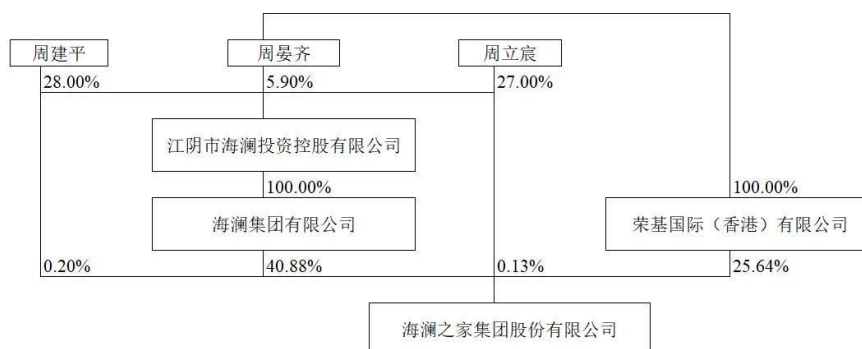 周建平
周晏齐
周立宸
28.00%
5.90%
27.00%
江阴市海澜投资控股有限公司
100.00%
100.00%
海澜集团有限公司
荣基国际（香港）有限公司
0.20%
40.88%
0.13%
25.64%
海澜之家集团股份有限公司